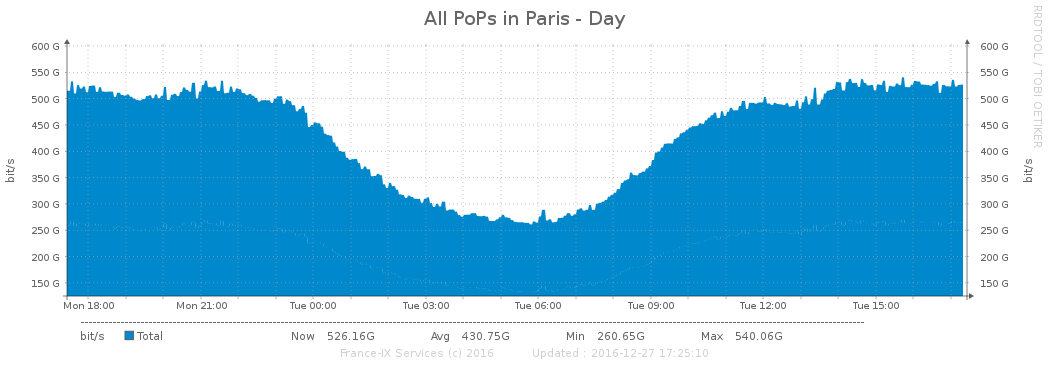 All PoPs in Paris - Day
RRDTOOL / TOBI OETIKER
600 G 600 G
550 G 550 G
500 G 500 G
450 G 450 G
400 G 400 G
350 G 350 G
300 G 300 G
250 G 250 G
200 G 200 G
150 G 150 G
bit/s bit/s
Mon 18:00 Mon 21:00 Tue 00:00 Tue 03:00 Tue 06:00 Tue 09:00 Tue 12:00 Tue 15:00
bit/s Total Now 526.16G Avg 430.75G Min 260.65G Max 540.06G
France-IX Services (c) 2016 Updated : 2016-12-27 17:25:10